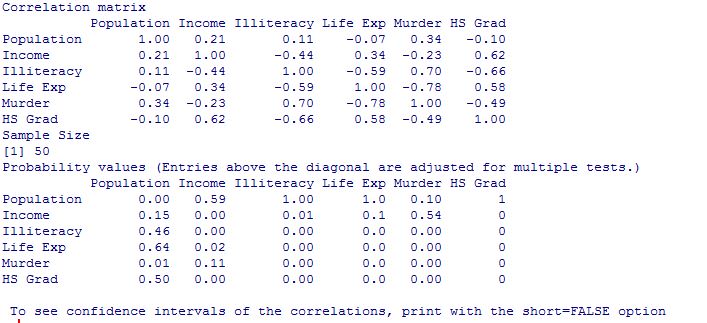 Correlation matrix
Population Income Illiteracy Life Exp Murder HS Grad
Population 1.00 0.21 0.11 -0.07 0.34 -0.10
Income 0.21 1.00 -0.44 0.34 -0.23 0.62
Illiteracy 0.11 -0.44 1.00 -0.59 0.70 -0.66
Life Exp -0.07 0.34 -0.59 1.00 -0.78 0.58
Murder 0.34 -0.23 0.70 -0.78 1.00 -0.49
HS Grad -0.10 0.62 -0.66 0.58 -0.49 1.00
Sample Size
[1] 50
Probability values (Entries above the diagonal are adjusted for multiple tests.)
Population Income Illiteracy Life Exp Murder HS Grad
Population 0.00 0.59 1.00 1.0 0.10 1
Income 0.15 0.00 0.01 0.1 0.54 0
Illiteracy 0.46 0.00 0.00 0.0 0.00 0
Life Exp 0.64 0.02 0.00 0.0 0.00 0
Murder 0.01 0.11 0.00 0.0 0.00 0
HS Grad 0.50 0.00 0.00 0.0 0.00 0
To see confidence intervals of the correlations, print with the short=FALSE option